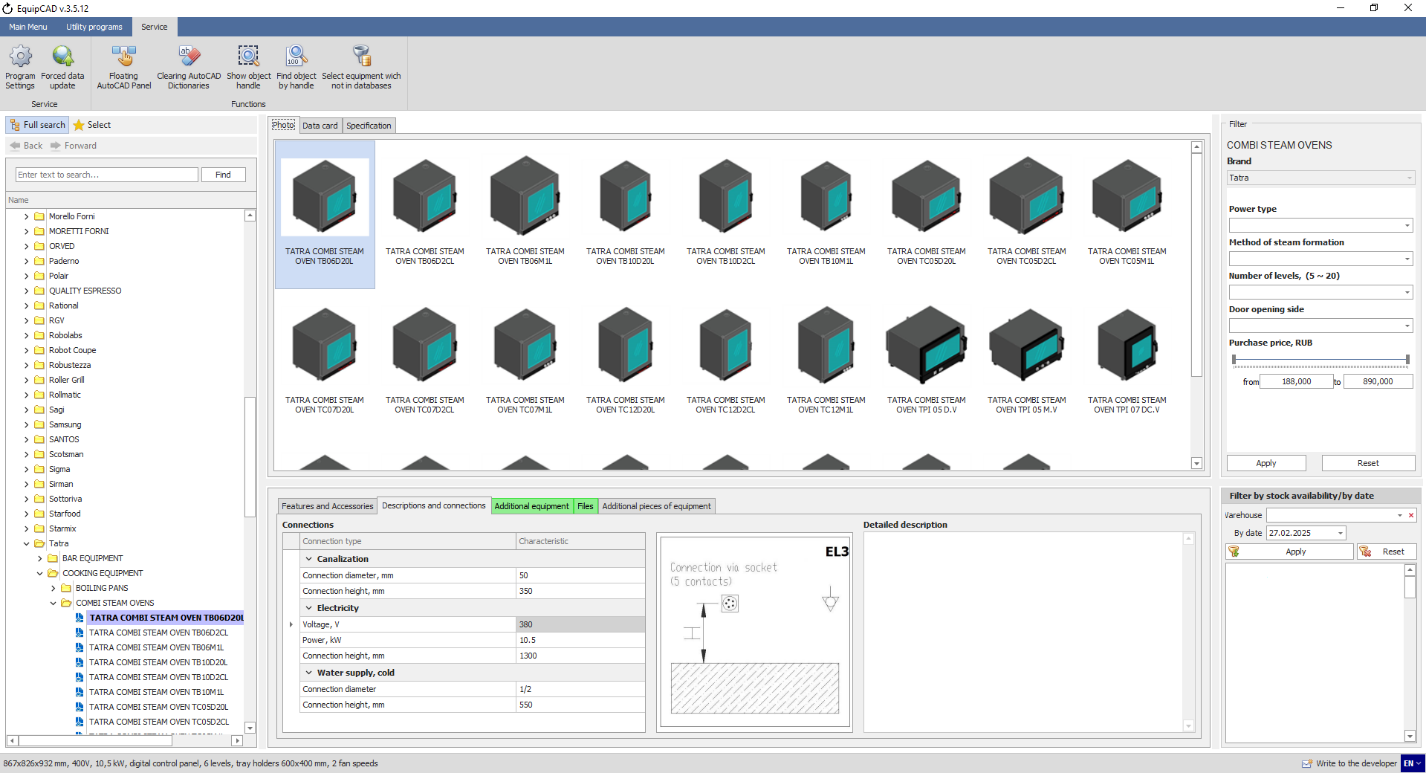 EquipCAD v.3.5.12
Main Menu
Utility programs
Service
Program Settings
Forced data update
Floating AutoCAD Panel
Clearing AutoCAD Dictionaries
Show object handle
Find object by handle
Select equipment wich not in databases
Service
Functions
Full search
Select
Back
Forward
Enter text to search...
Find
Name
Morello Forni
MORETTI FORNI
ORVED
Paderno
Polair
QUALITY ESPRESSO
Rational
RGV
Robolabs
Robot Coupe
Robustezza
Roller Grill
Rollmatic
Sagi
Samsung
SANTOS
Scotsman
Sigma
Sirman
Sottoriva
Starfood
Starmix
Tatra
BAR EQUIPMENT
COOKING EQUIPMENT
BOILING PANS
COMBI STEAM OVENS
TATRA COMBI STEAM OVEN TB06D20L
TATRA COMBI STEAM OVEN TB06D2CL
TATRA COMBI STEAM OVEN TB06M1L
TATRA COMBI STEAM OVEN TB10D20L
TATRA COMBI STEAM OVEN TB10D2CL
TATRA COMBI STEAM OVEN TB10M1L
TATRA COMBI STEAM OVEN TC05D20L
TATRA COMBI STEAM OVEN TC05D2CL
Photo
Data card
Specification
TATRA COMBI STEAM OVEN TB06D20L
TATRA COMBI STEAM OVEN TB06D2CL
TATRA COMBI STEAM OVEN TB06M1L
TATRA COMBI STEAM OVEN TB10D20L
TATRA COMBI STEAM OVEN TB10D2CL
TATRA COMBI STEAM OVEN TB10M1L
TATRA COMBI STEAM OVEN TC05D20L
TATRA COMBI STEAM OVEN TC05D2CL
TATRA COMBI STEAM OVEN TC05M1L
TATRA COMBI STEAM OVEN TC07D20L
TATRA COMBI STEAM OVEN TC07D2CL
TATRA COMBI STEAM OVEN TC07M1L
TATRA COMBI STEAM OVEN TC12D20L
TATRA COMBI STEAM OVEN TC12D2CL
TATRA COMBI STEAM OVEN TC12M1L
TATRA COMBI STEAM OVEN TPI 05 D.V
TATRA COMBI STEAM OVEN TPI 05 M.V
TATRA COMBI STEAM OVEN TPI 07 DC.V
Features and Accessories
Descriptions and connections
Additional equipment
Files
Additional pieces of equipment
Connections
Connection type
Characteristic
Canalization
Connection diameter, mm
50
Connection height, mm
350
Electricity
Voltage, V
380
Power, kW
10.5
Connection height, mm
1300
Water supply, cold
Connection diameter
1/2
Connection height, mm
550
EL3
Connection via socket
(5 contacts)
H
Detailed description
Filter
COMBI STEAM OVENS
Brand
Tatra
Power type
Method of steam formation
Number of levels, (5 ~ 20)
Door opening side
Purchase price, RUB
from
188,000
to
890,000
Apply
Reset
Filter by stock availability/by date
Varehouse
By date
27.02.2025
Apply
Reset
867x826x932 mm, 400V, 10,5 kW, digital control panel, 6 levels, tray holders 600x400 mm, 2 fan speeds
Write to the developer
EN